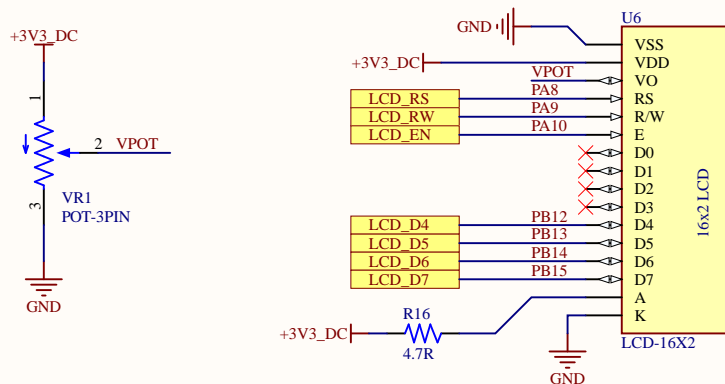 +3V3_DC
1
2
VPOT
3
VR1
POT-3PIN
GND
U6
GND
VSS
+3V3_DC
VDD
VPOT
VO
LCD_RS
PA8
RS
LCD_RW
PA9
R/W
LCD_EN
PA10
E
D0
D1
D2
D3
LCD_D4
PB12
D4
LCD_D5
PB13
D5
LCD_D6
PB14
D6
LCD_D7
PB15
D7
16x2 LCD
A
K
+3V3_DC
R16
4.7R
LCD-16X2
GND